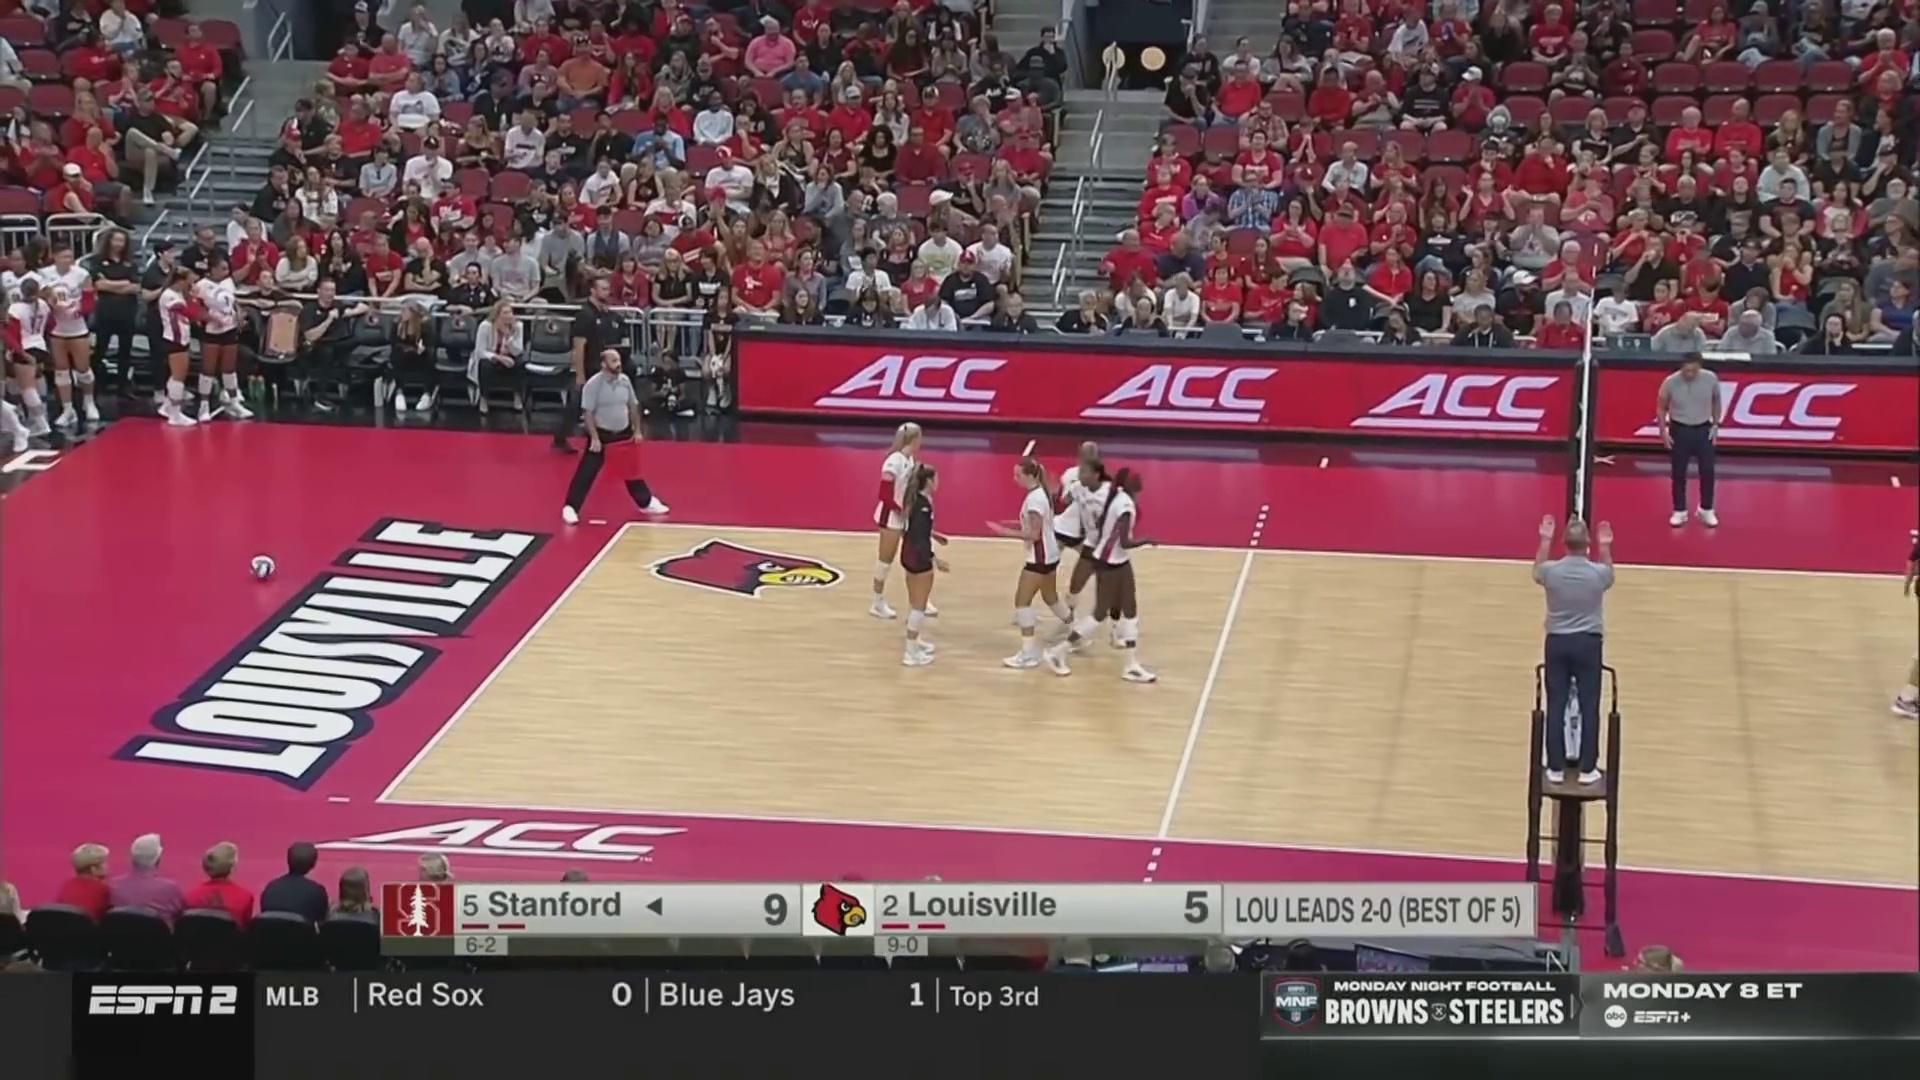 ACC ACC ACC ACC
LOUISVILLE
ACC
5 Stanford 9 2 Louisville 5 LOU LEADS 2-0 (BEST OF 5)
6-2 9-0
ESPN2 MLB Red Sox 0 Blue Jays 1 Top 3rd
MNF MONDAY NIGHT FOOTBALL MONDAY 8 ET
BROWNS STEELERS abc ESPN+